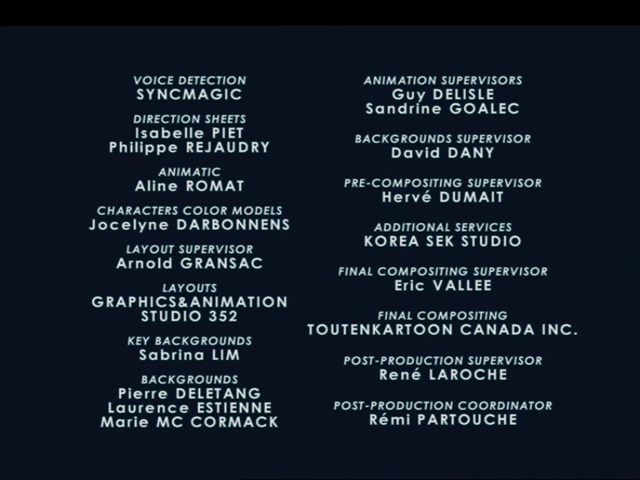 VOICE DETECTION
SYNCMAGIC
DIRECTION SHEETS
Isabelle PIET
Philippe REJAUDRY
ANIMATIC
Aline ROMAT
CHARACTERS COLOR MODELS
Jocelyne DARBONNENS
LAYOUT SUPERVISOR
Arnold GRANSAC
LAYOUTS
GRAPHICS&ANIMATION
STUDIO 352
KEY BACKGROUNDS
Sabrina LIM
BACKGROUNDS
Pierre DELETANG
Laurence ESTIENNE
Marie MC CORMACK
ANIMATION SUPERVISORS
Guy DELISLE
Sandrine GOALEC
BACKGROUNDS SUPERVISOR
David DANY
PRE-COMPOSITING SUPERVISOR
Hervé DUMAIT
ADDITIONAL SERVICES
KOREA SEK STUDIO
FINAL COMPOSITING SUPERVISOR
Eric VALLEE
FINAL COMPOSITING
TOUTENKARTOON CANADA INC.
POST-PRODUCTION SUPERVISOR
René LAROCHE
POST-PRODUCTION COORDINATOR
Rémi PARTOUCHE